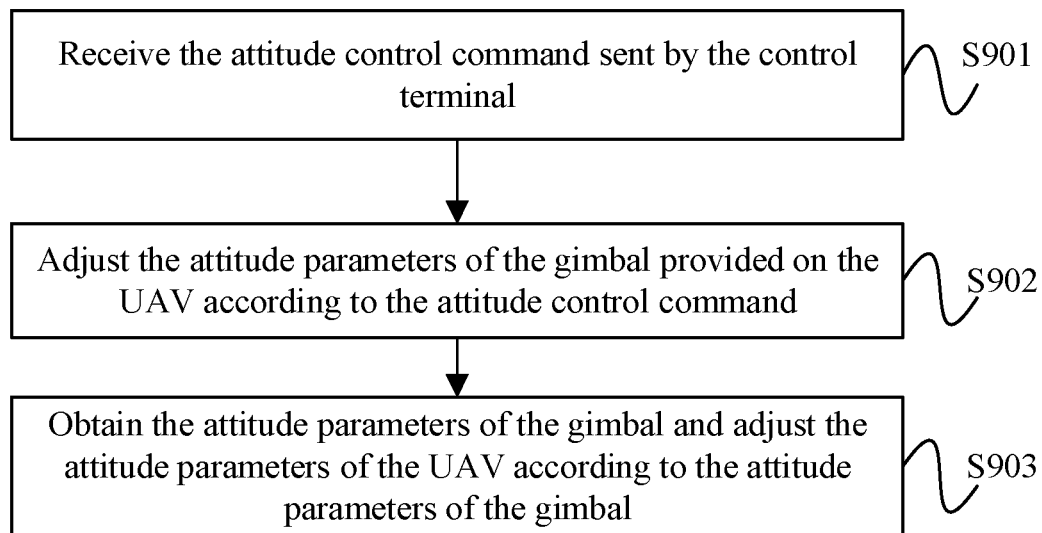 Receive the attitude control command sent by the control
terminal
S901
Adjust the attitude parameters of the gimbal provided on the
UAV according to the attitude control command
S902
Obtain the attitude parameters of the gimbal and adjust the
attitude parameters of the UAV according to the attitude
parameters of the gimbal
S903